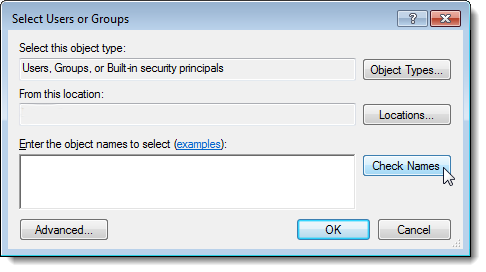 Select Users or Groups
Select this object type:
Users, Groups, or Built-in security principals
Object Types...
From this location:
Locations...
Enter the object names to select (examples):
Check Names
Advanced...
OK
Cancel